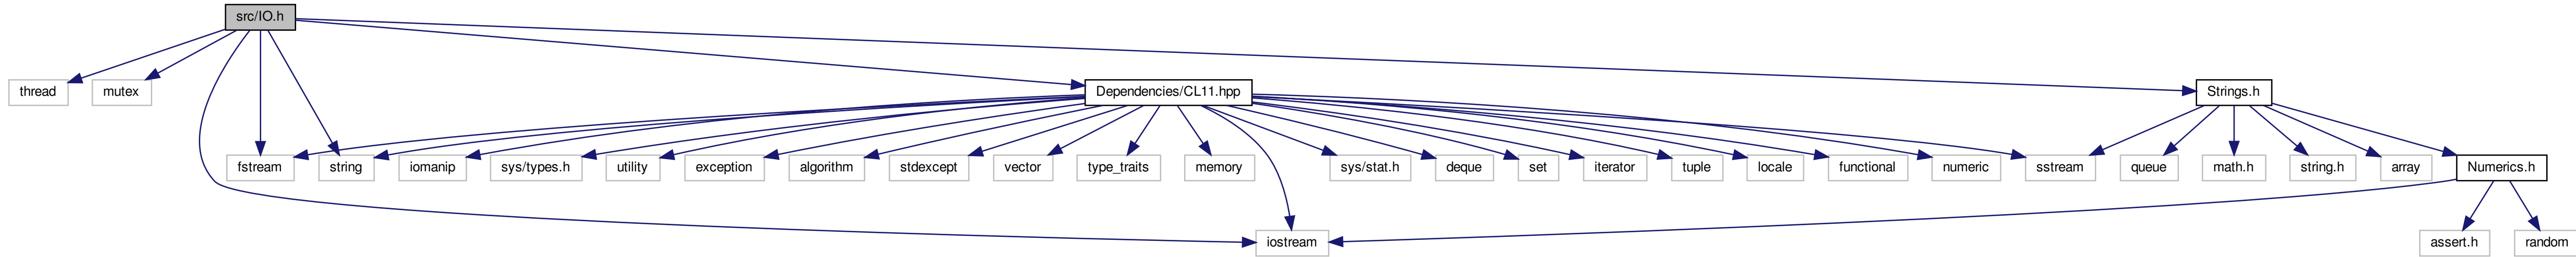 src/IO.h
thread
mutex
Dependencies/CL11.hpp
Strings.h
fstream
string
iomanip
sys/types.h
utility
exception
algorithm
stdexcept
vector
type_traits
memory
sys/stat.h
deque
set
iterator
tuple
locale
functional
numeric
sstream
queue
math.h
string.h
array
Numerics.h
iostream
assert.h
random